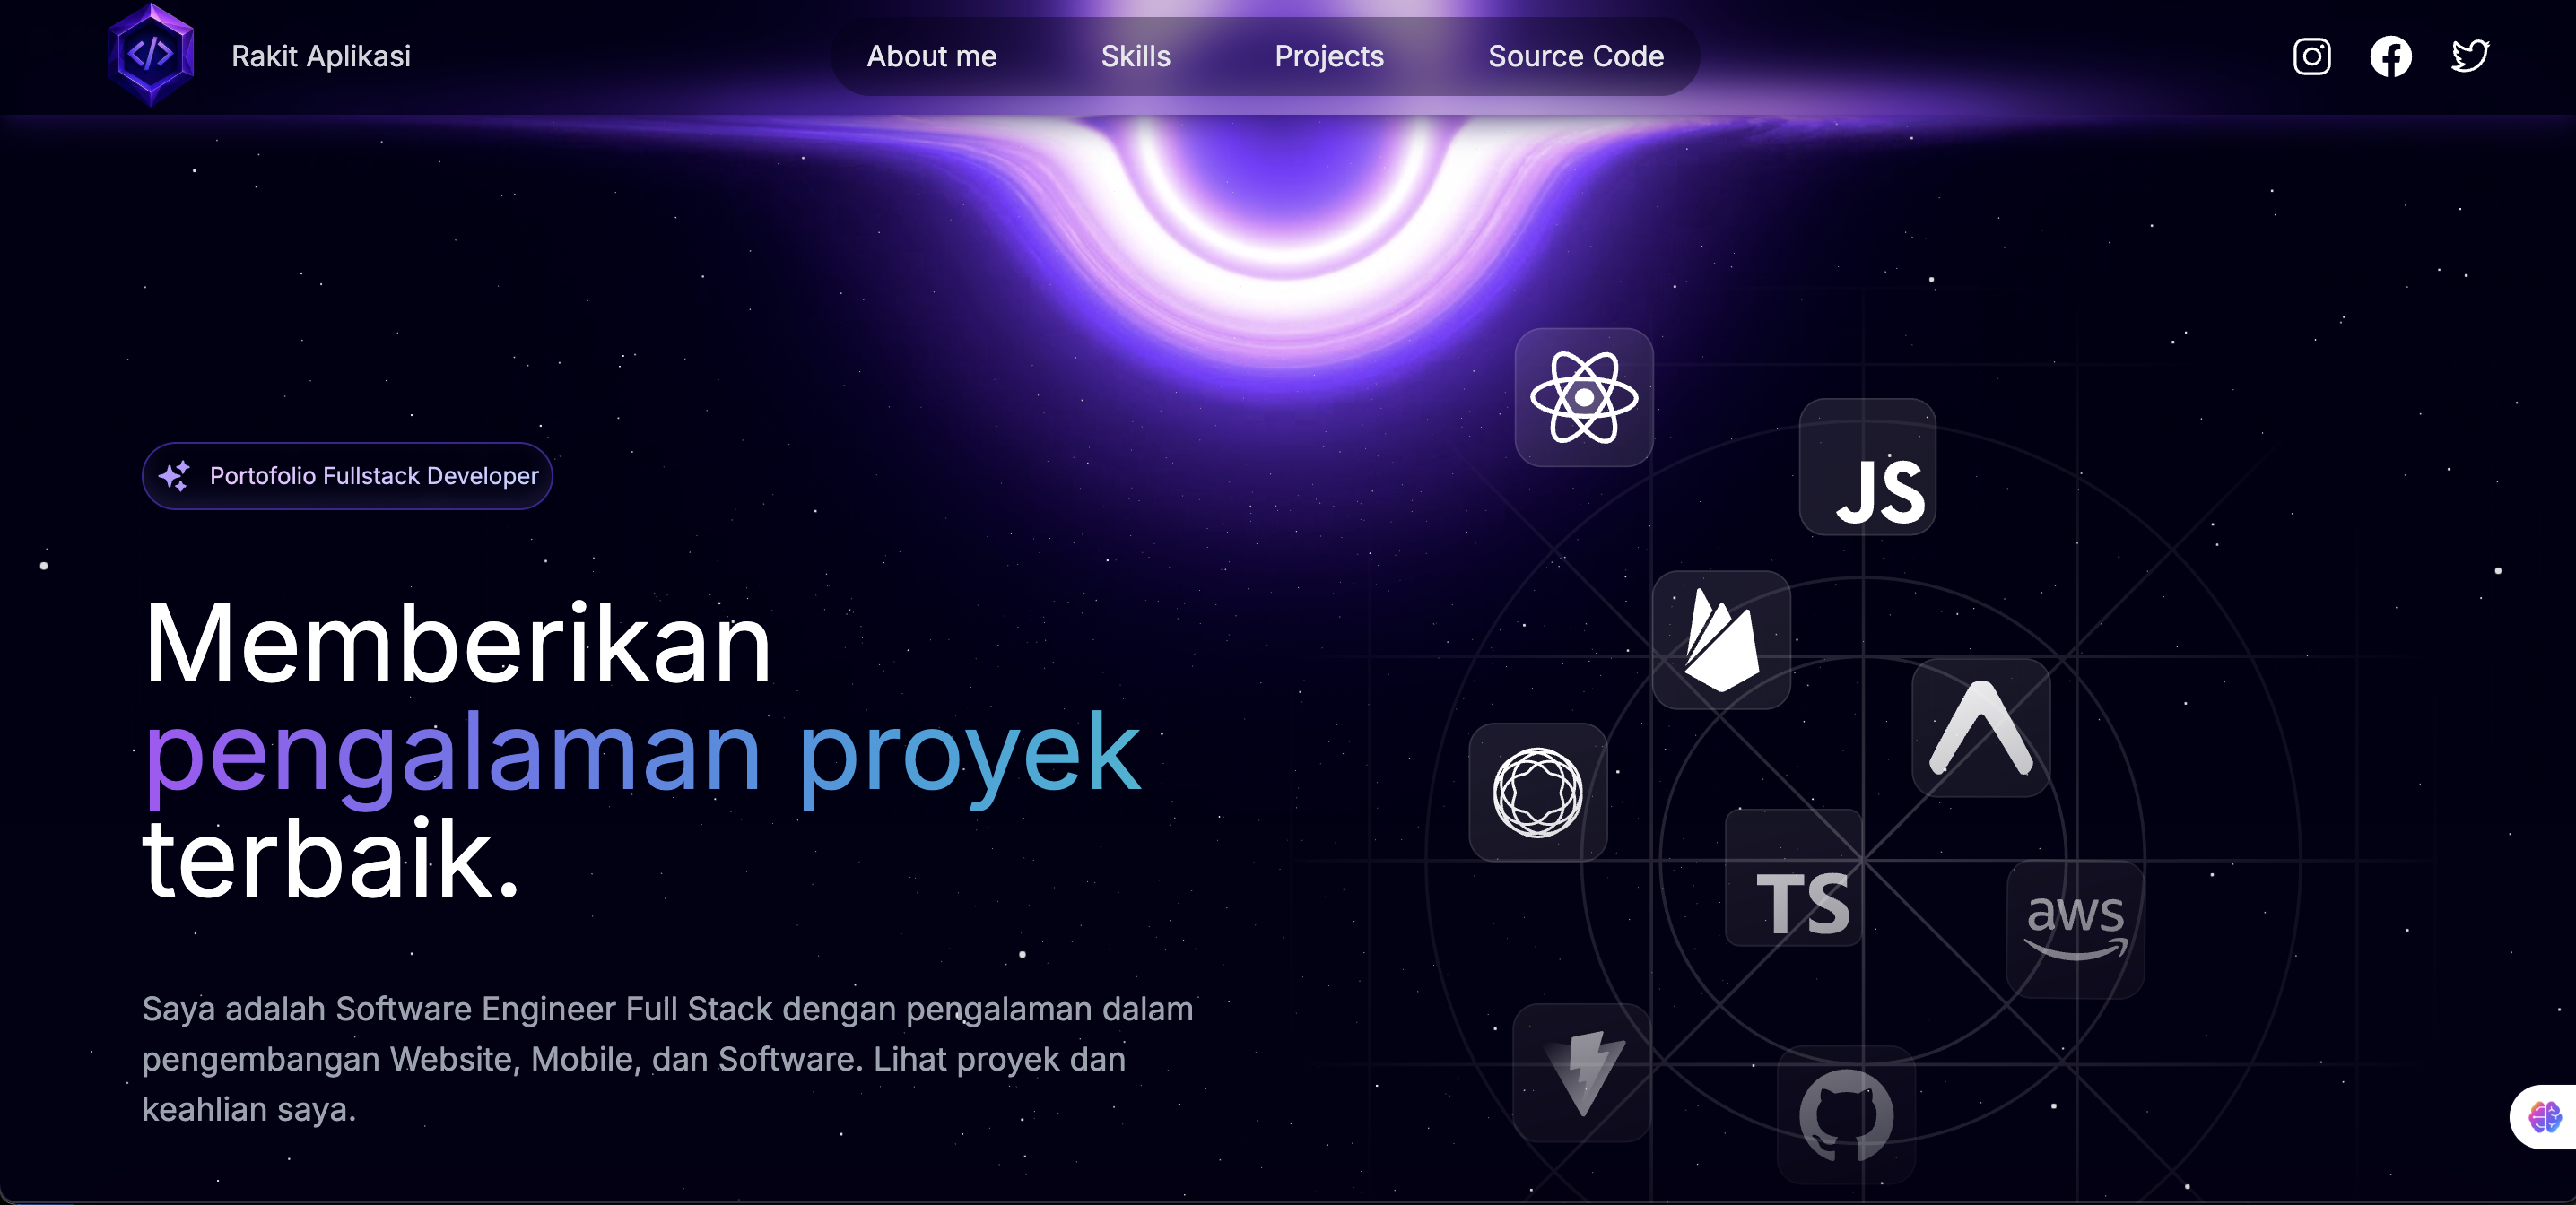 Rakit Aplikasi
About me
Skills
Projects
Source Code
Portofolio Fullstack Developer
Memberikan
pengalaman proyek
terbaik.
Saya adalah Software Engineer Full Stack dengan pengalaman dalam
pengembangan Website, Mobile, dan Software. Lihat proyek dan
keahlian saya.
JS
TS
aws